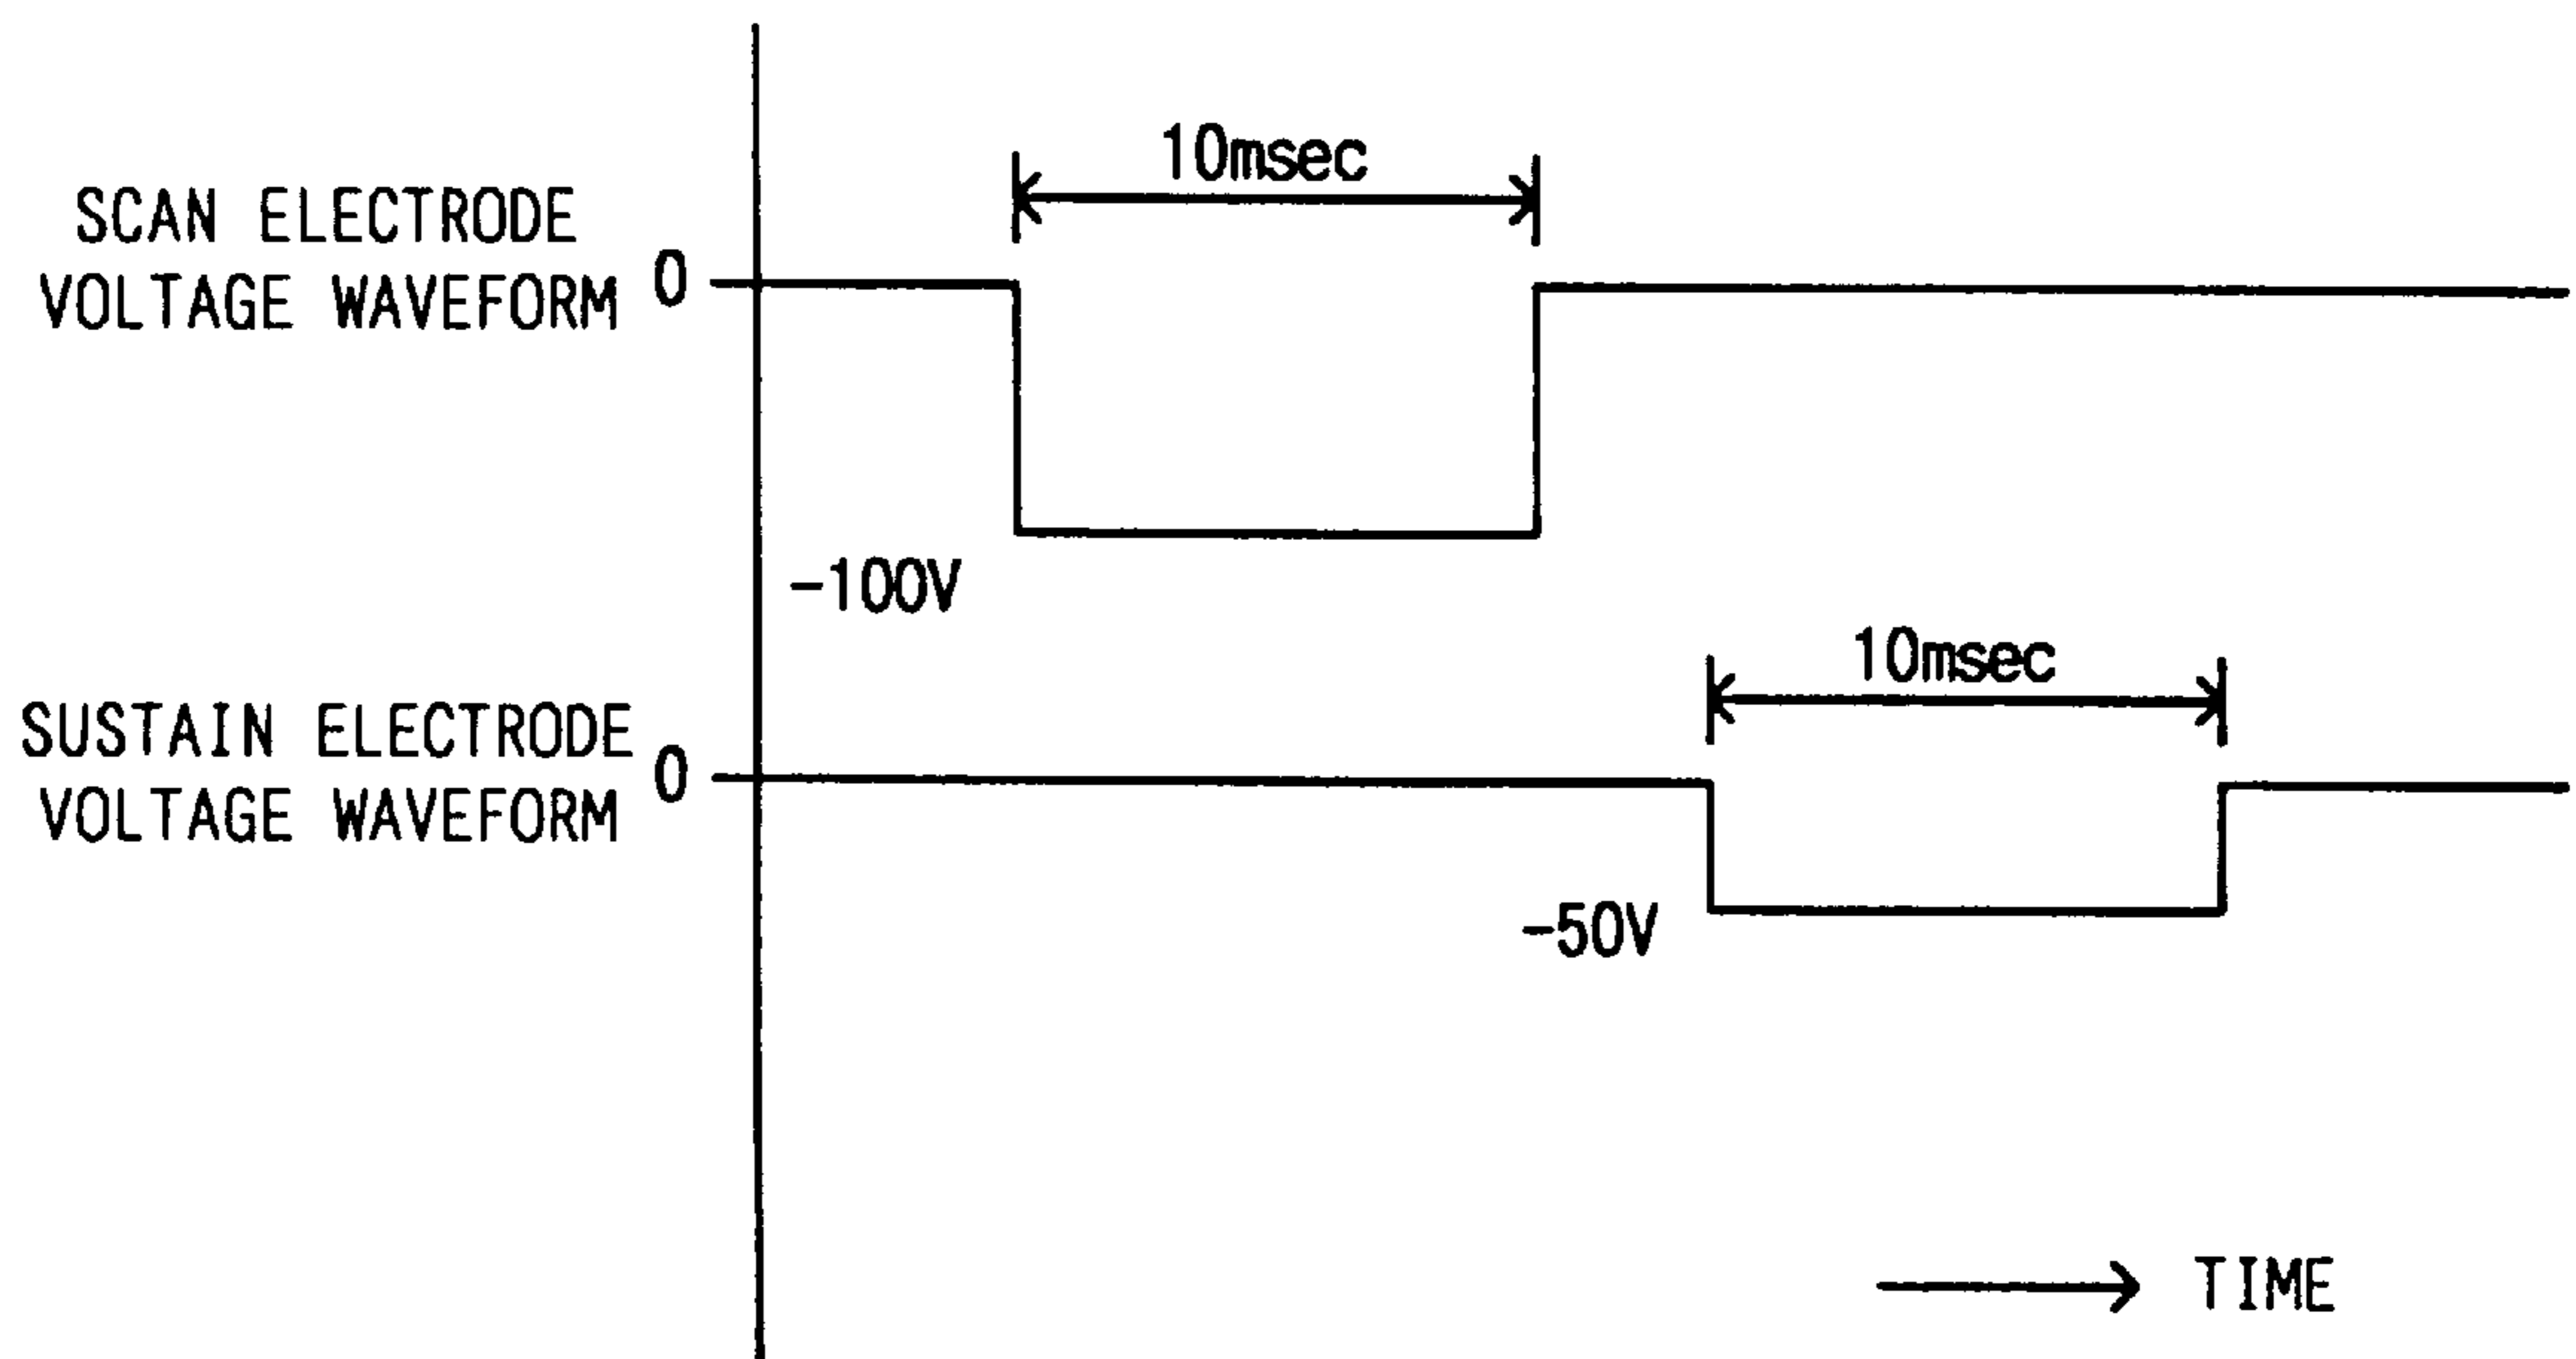 10msec
SCAN ELECTRODE
VOLTAGE WAVEFORM
0
-100V
10msec
SUSTAIN ELECTRODE
VOLTAGE WAVEFORM
0
-50V
TIME